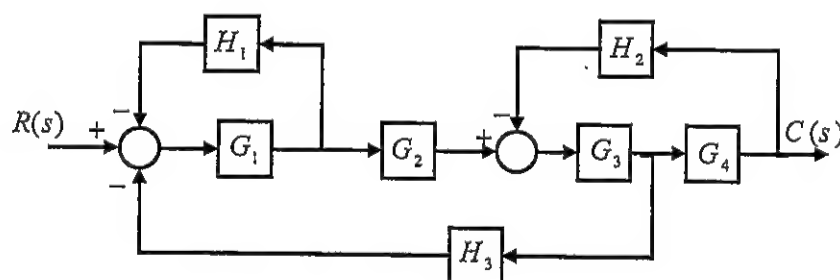 H₁
H₂
−
−
R(s)
+
G₁
G₂
+
G₃
G₄
C(s)
−
H₃